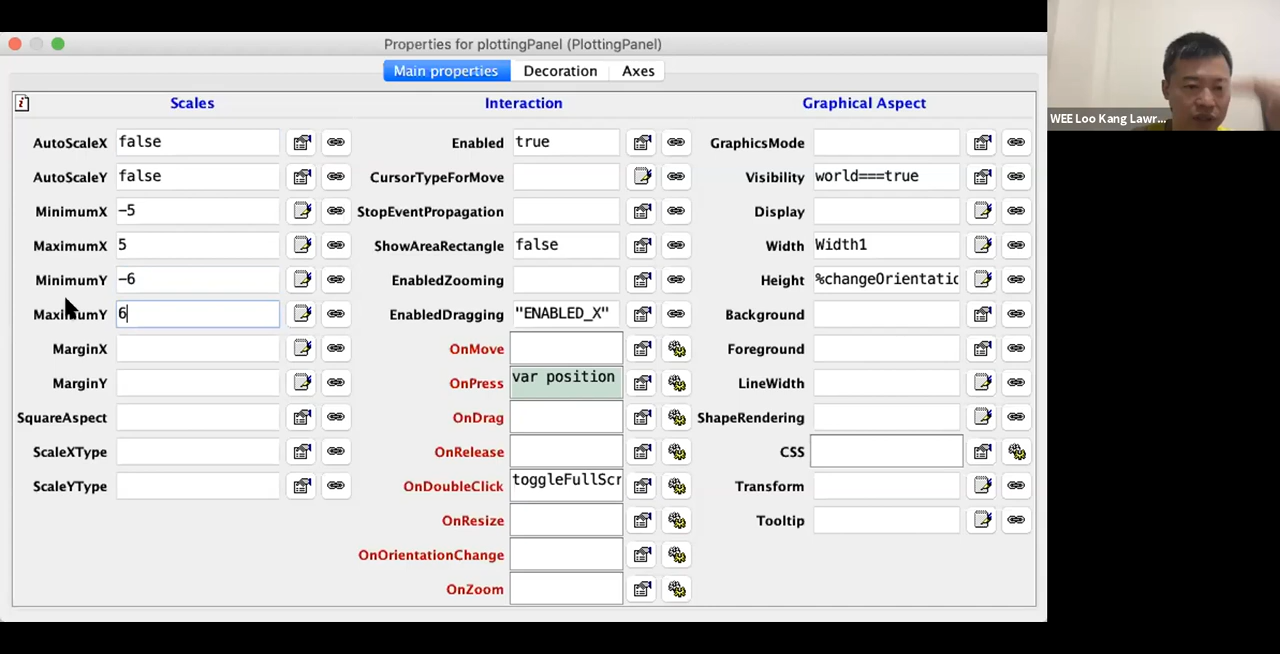 Properties for plottingPanel (PlottingPanel)
Main properties Decoration Axes
Scales Interaction Graphical Aspect
AutoScaleX false Enabled true GraphicsMode
AutoScaleY false CursorTypeForMove Visibility world===true
MinimumX −5 StopEventPropagation Display
MaximumX 5 ShowAreaRectangle false Width Width1
MinimumY −6 EnabledZooming Height %changeOrientatio
MaximumY 6 EnabledDragging "ENABLED_X" Background
MarginX OnMove Foreground
MarginY OnPress var position LineWidth
SquareAspect OnDrag ShapeRendering
ScaleXType OnRelease CSS
ScaleYType OnDoubleClick toggleFullScr Transform
OnResize Tooltip
OnOrientationChange
OnZoom
WEE Loo Kang Lawr...